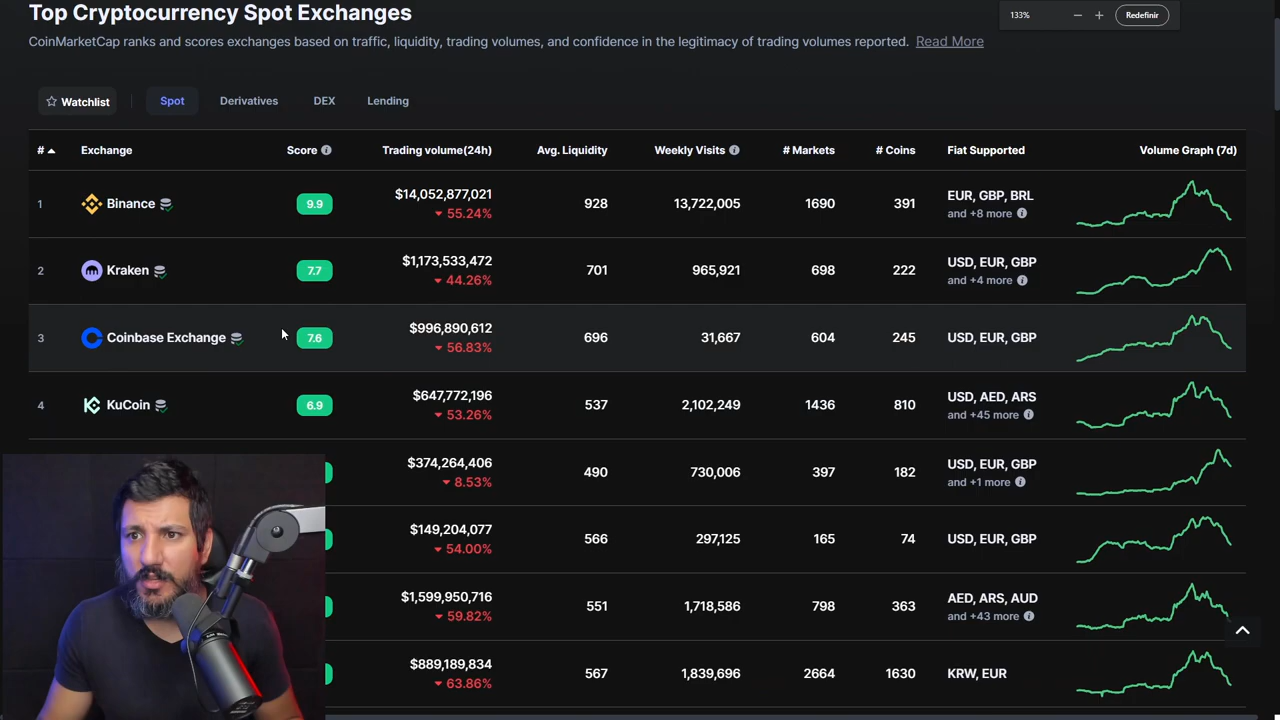 Top Cryptocurrency Spot Exchanges
133% − + Redefinir
CoinMarketCap ranks and scores exchanges based on traffic, liquidity, trading volumes, and confidence in the legitimacy of trading volumes reported. Read More
Watchlist Spot Derivatives DEX Lending
# Exchange Score Trading volume(24h) Avg. Liquidity Weekly Visits # Markets # Coins Fiat Supported Volume Graph (7d)
1 Binance 9.9 $14,052,877,021 928 13,722,005 1690 391 EUR, GBP, BRL
55.24% and +8 more
2 Kraken 7.7 $1,173,533,472 701 965,921 698 222 USD, EUR, GBP
44.26% and +4 more
3 Coinbase Exchange 7.6 $996,890,612 696 31,667 604 245 USD, EUR, GBP
56.83%
4 KuCoin 6.9 $647,772,196 537 2,102,249 1436 810 USD, AED, ARS
53.26% and +45 more
$374,264,406 490 730,006 397 182 USD, EUR, GBP
8.53% and +1 more
$149,204,077 566 297,125 165 74 USD, EUR, GBP
54.00%
$1,599,950,716 551 1,718,586 798 363 AED, ARS, AUD
59.82% and +43 more
$889,189,834 567 1,839,696 2664 1630 KRW, EUR
63.86%